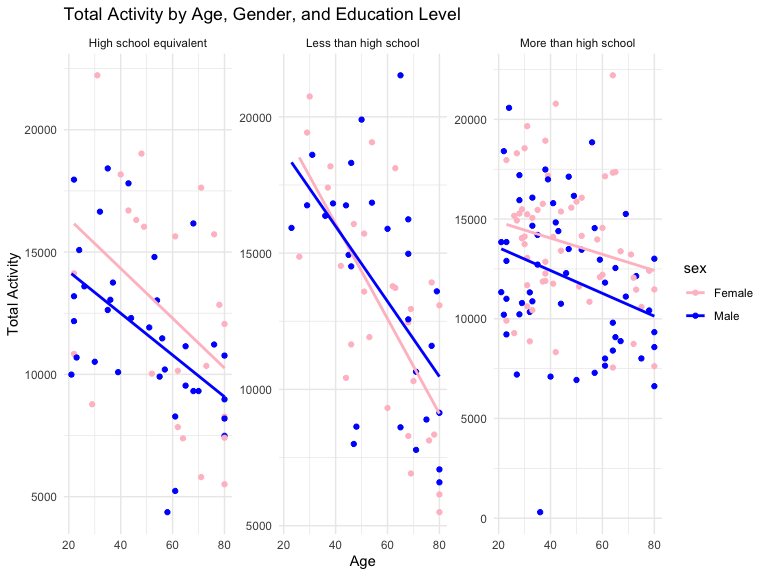 Total Activity by Age, Gender, and Education Level
High school equivalent
Less than high school
More than high school
Total Activity
20000
15000
10000
5000
20000
15000
10000
5000
20000
15000
10000
5000
0
20 40 60 80
20 40 60 80
20 40 60 80
Age
sex
Female
Male